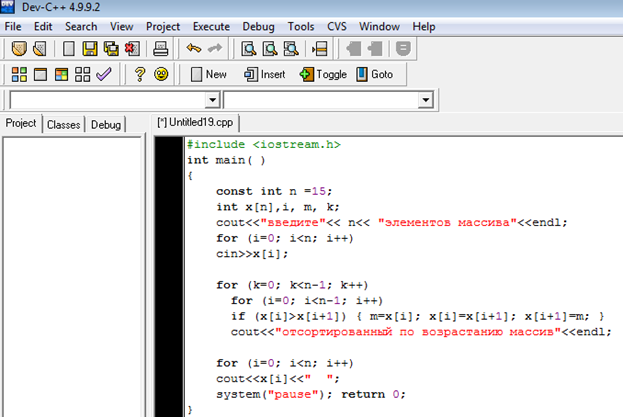 Dev-C++ 4.9.9.2
File Edit Search View Project Execute Debug Tools CVS Window Help
New Insert Toggle Goto
Project Classes Debug [*] Untitled19.cpp
#include <iostream.h>
int main( )
{
const int n =15;
int x[n],i, m, k;
cout<<"введите"<< n<< "элементов массива"<<endl;
for (i=0; i<n; i++)
cin>>x[i];
for (k=0; k<n-1; k++)
for (i=0; i<n-1; i++)
if (x[i]>x[i+1]) { m=x[i]; x[i]=x[i+1]; x[i+1]=m; }
cout<<"отсортированный по возрастанию массив"<<endl;
for (i=0; i<n; i++)
cout<<x[i]<<"  ";
system("pause"); return 0;
}